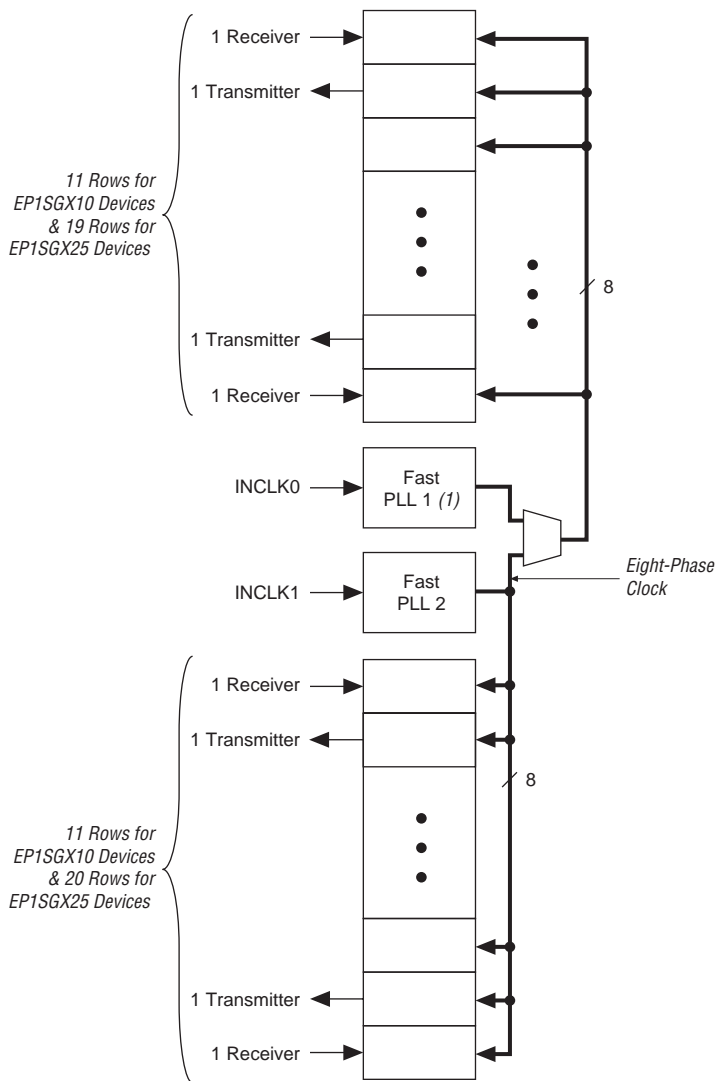 1 Receiver
1 Transmitter
11 Rows for
EP1SGX10 Devices
& 19 Rows for
EP1SGX25 Devices
8
1 Transmitter
1 Receiver
INCLK0
Fast
PLL 1 (1)
INCLK1
Fast
PLL 2
Eight-Phase
Clock
1 Receiver
1 Transmitter
8
11 Rows for
EP1SGX10 Devices
& 20 Rows for
EP1SGX25 Devices
1 Transmitter
1 Receiver